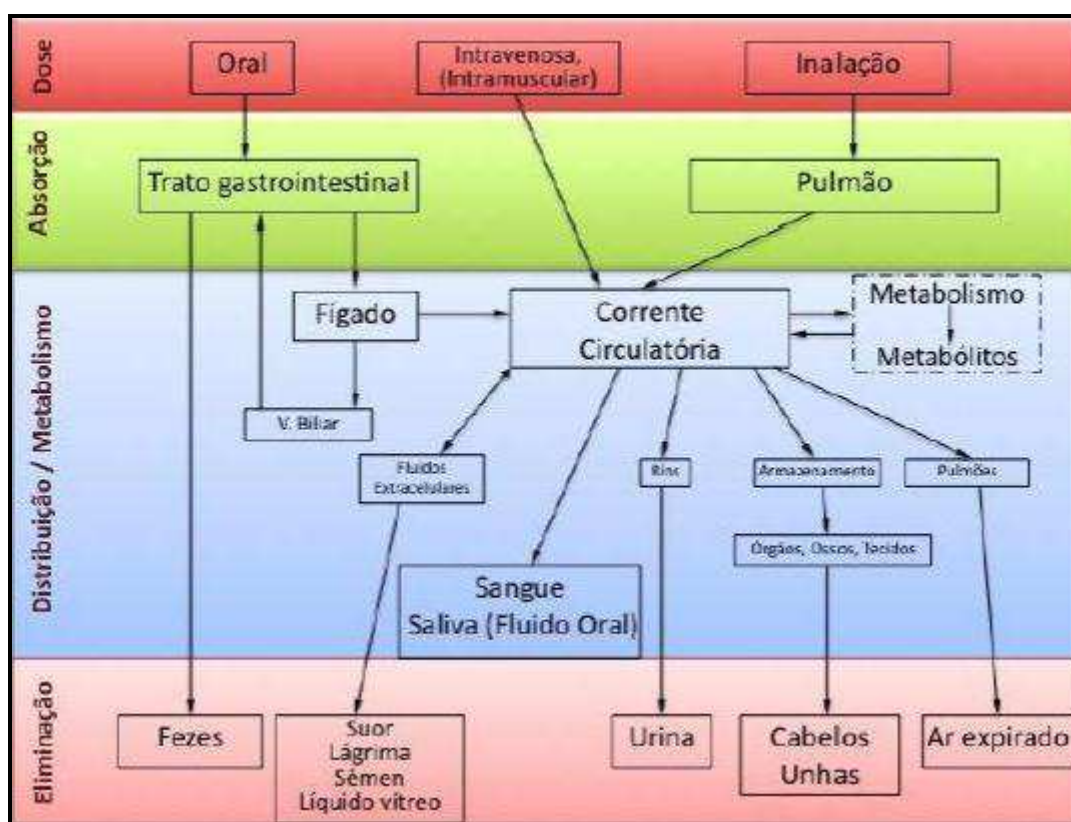 Dose
Oral
Intravenosa,
(Intramuscular)
Inalação
Absorção
Trato gastrointestinal
Pulmão
Distribuição / Metabolismo
Fígado
Corrente
Circulatória
Metabolismo
Metabólitos
V. Biliar
Fluidos
Extracelulares
Rins
Armazenamento
Pulmões
Órgãos, Ossos, Tecidos
Sangue
Saliva (Fluido Oral)
Eliminação
Fezes
Suor
Lágrima
Sêmen
Líquido vítreo
Urina
Cabelos
Unhas
Ar expirado